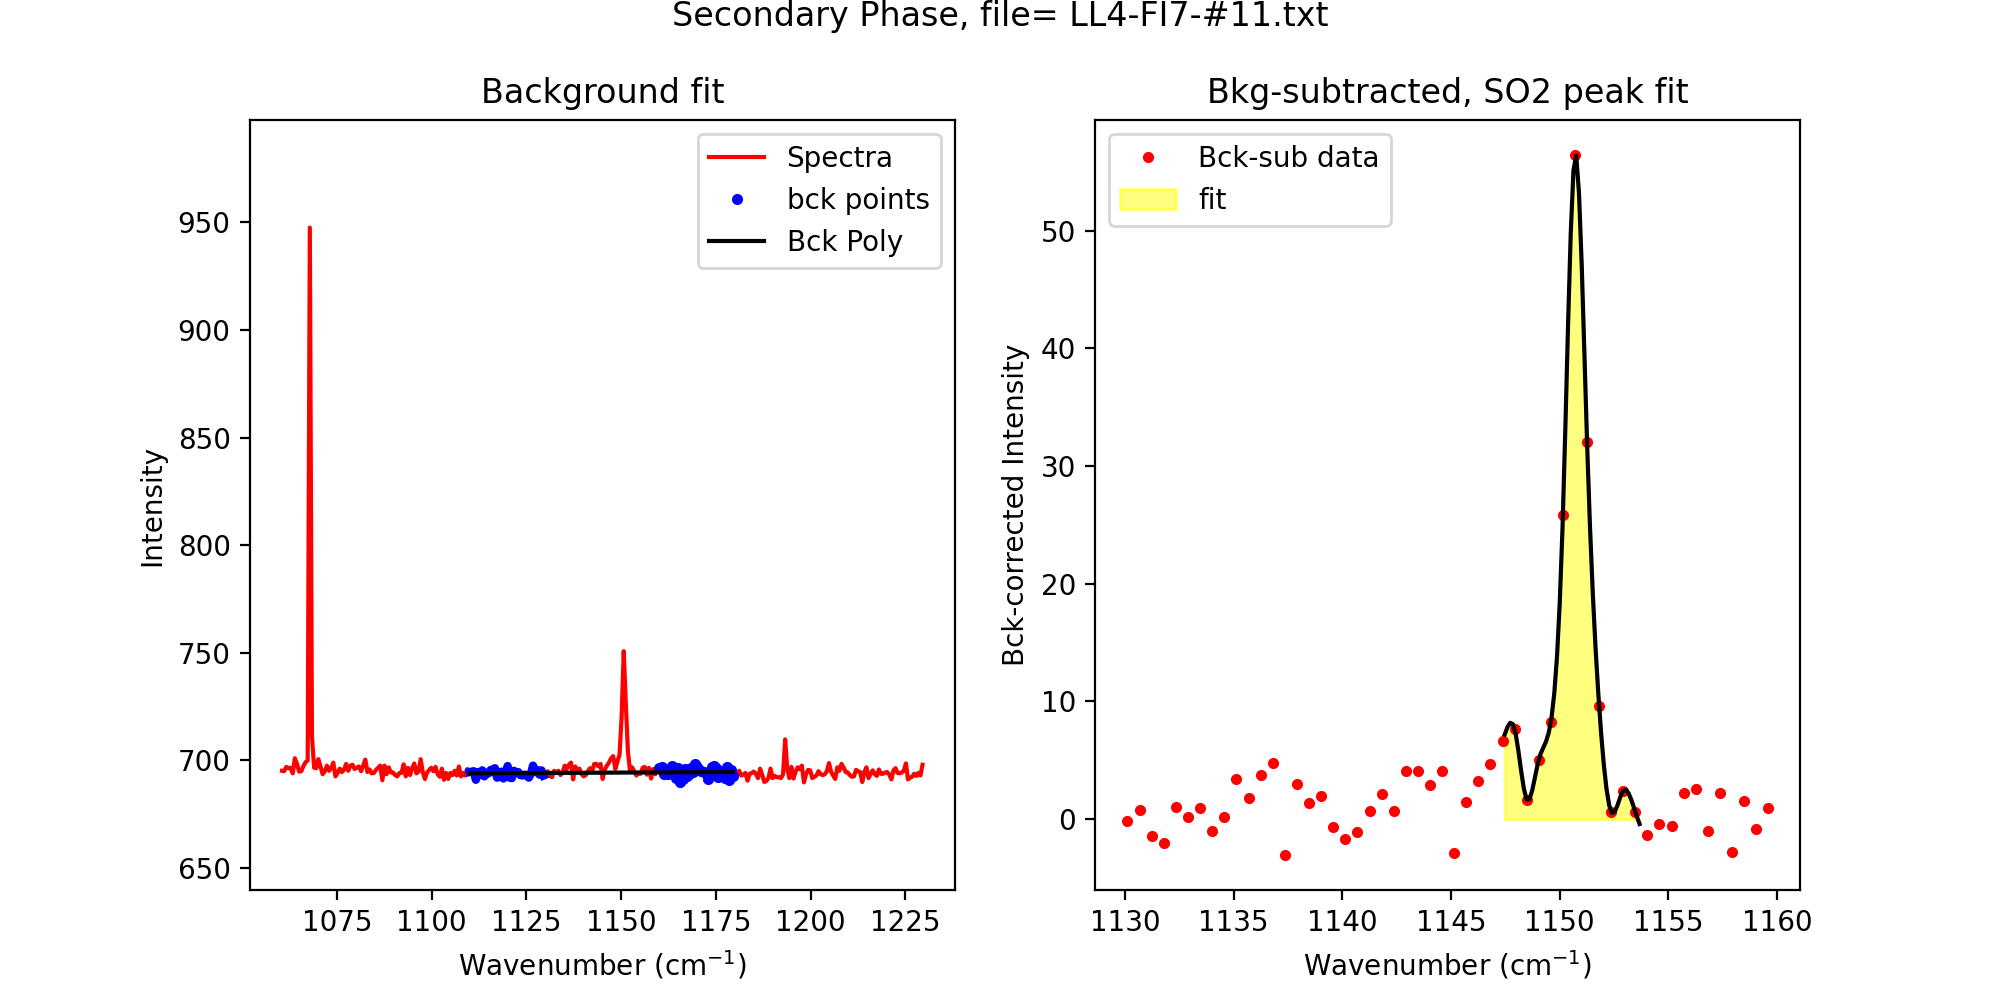 Secondary Phase, file= LL4-FI7-#11.txt
Background fit
Spectra
bck points
Bck Poly
Intensity
950
900
850
800
750
700
650
1075 1100 1125 1150 1175 1200 1225
Wavenumber (cm⁻¹)
Bkg-subtracted, SO2 peak fit
Bck-sub data
fit
Bck-corrected Intensity
50
40
30
20
10
0
1130 1135 1140 1145 1150 1155 1160
Wavenumber (cm⁻¹)